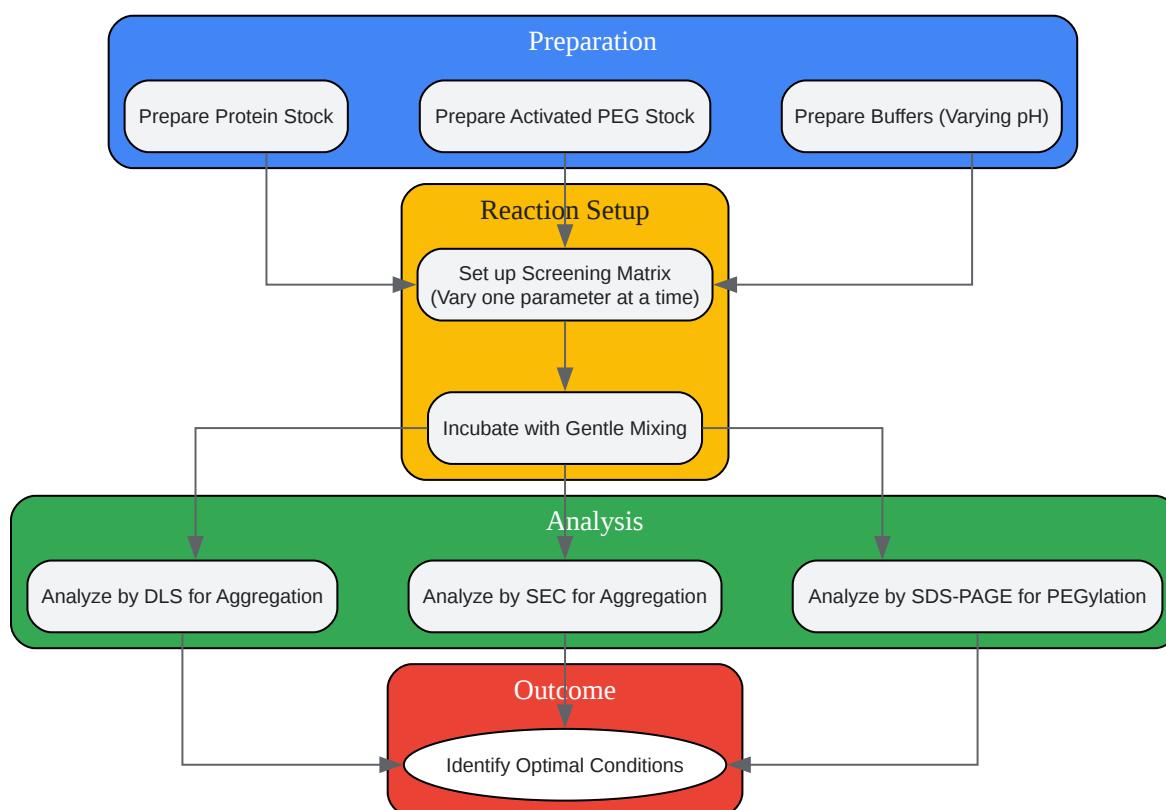 Preparation
Prepare Protein Stock
Prepare Activated PEG Stock
Prepare Buffers (Varying pH)
Reaction Setup
Set up Screening Matrix
(Vary one parameter at a time)
Incubate with Gentle Mixing
Analysis
Analyze by DLS for Aggregation
Analyze by SEC for Aggregation
Analyze by SDS-PAGE for PEGylation
Outcome
Identify Optimal Conditions